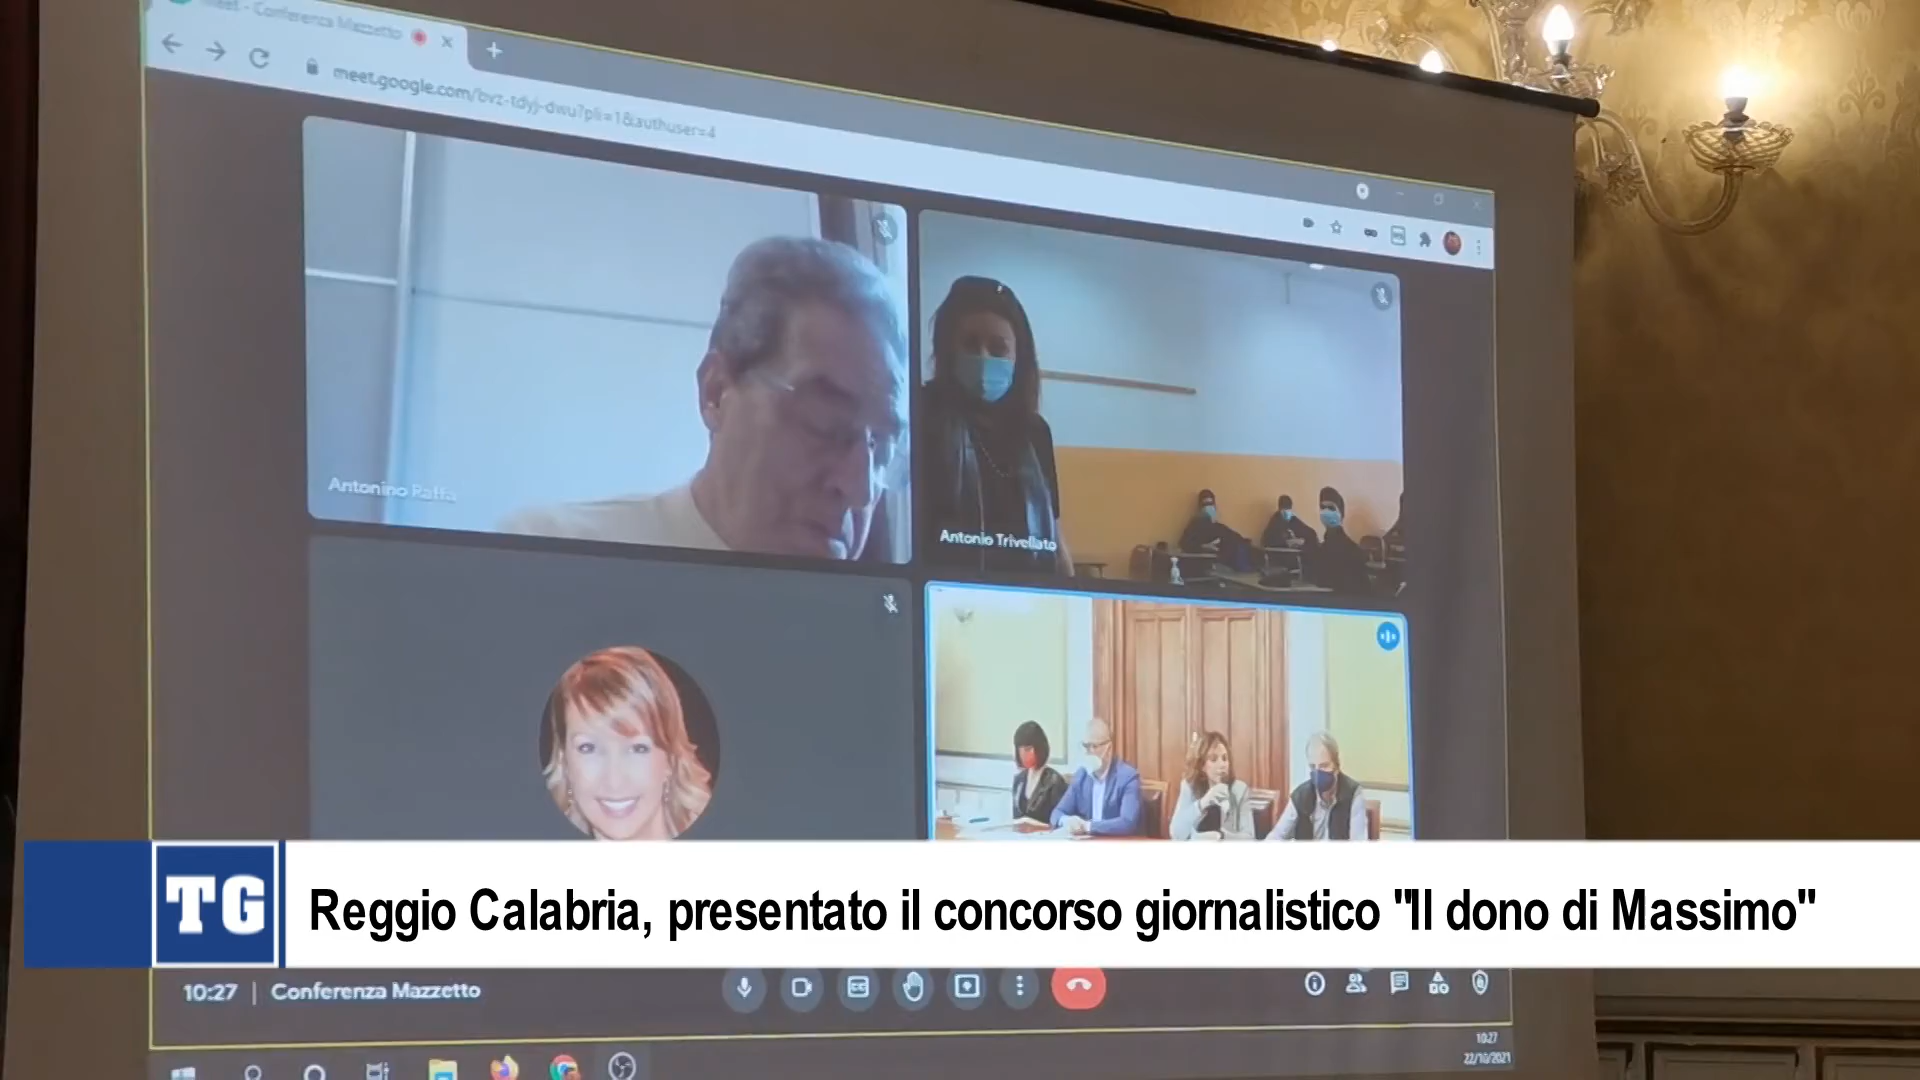 Meet - Conferenza Mazzetto
meet.google.com/bvz-tdyj-dwu?pli=1&authuser=4
Antonino Raffa
Antonio Trivellato
TG
Reggio Calabria, presentato il concorso giornalistico "Il dono di Massimo"
10:27 | Conferenza Mazzetto
10:27
22/10/2021